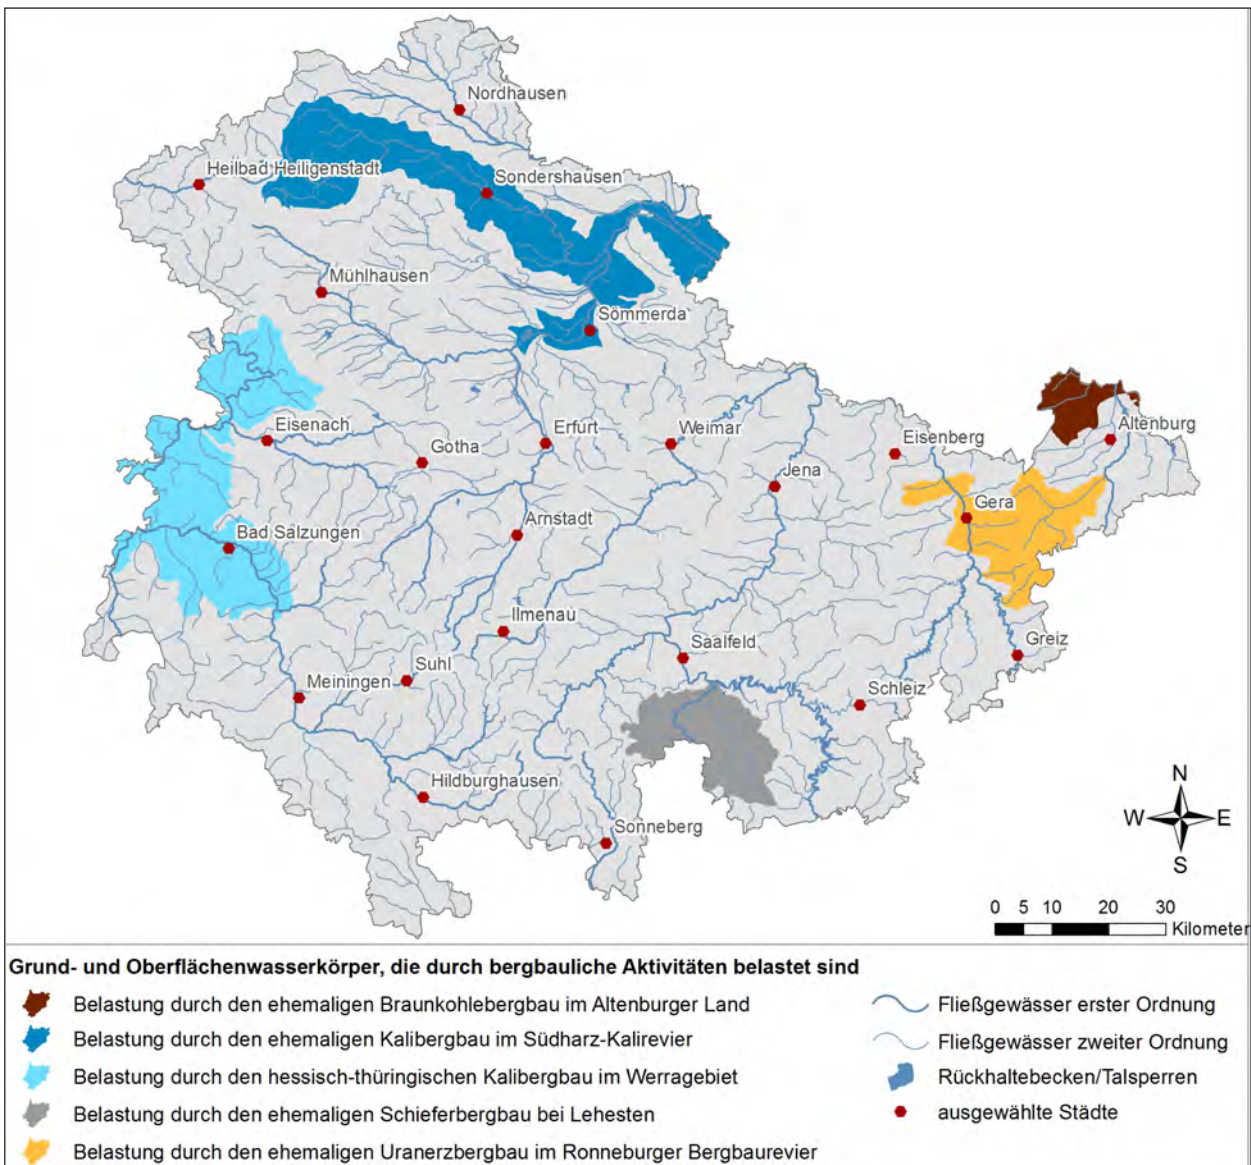 Nordhausen
Heilbad Heiligenstadt
Sondershausen
Mühlhausen
Sömmerda
Eisenach
Gotha
Erfurt
Weimar
Eisenberg
Altenburg
Jena
Gera
Bad Salzungen
Arnstadt
Ilmenau
Saalfeld
Greiz
Suhl
Meiningen
Schleiz
Hildburghausen
Sonneberg
N
W E
S
0 5 10 20 30
Kilometer
Grund- und Oberflächenwasserkörper, die durch bergbauliche Aktivitäten belastet sind
Belastung durch den ehemaligen Braunkohlebergbau im Altenburger Land
Belastung durch den ehemaligen Kalibergbau im Südharz-Kalirevier
Belastung durch den hessisch-thüringischen Kalibergbau im Werragebiet
Belastung durch den ehemaligen Schieferbergbau bei Lehesten
Belastung durch den ehemaligen Uranerzbergbau im Ronneburger Bergbaurevier
Fließgewässer erster Ordnung
Fließgewässer zweiter Ordnung
Rückhaltebecken/Talsperren
ausgewählte Städte